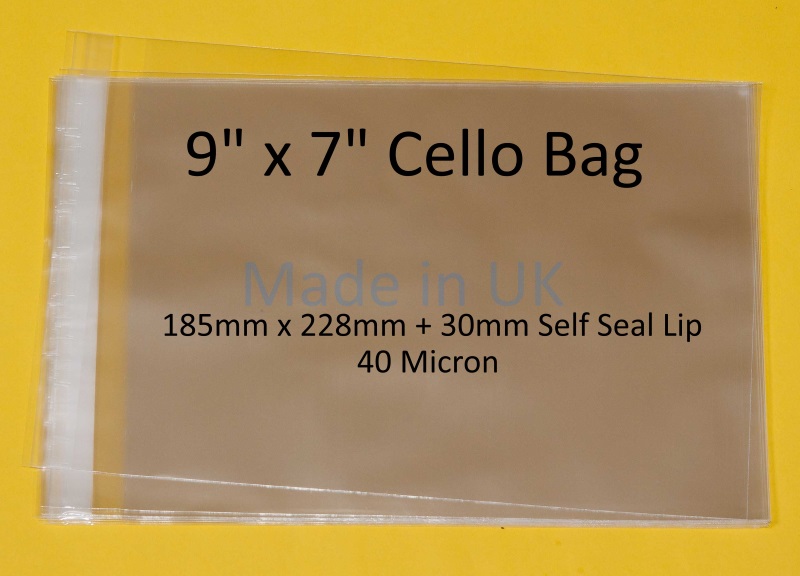 9" x 7" Cello Bag
Made in UK
185mm x 228mm + 30mm Self Seal Lip
40 Micron